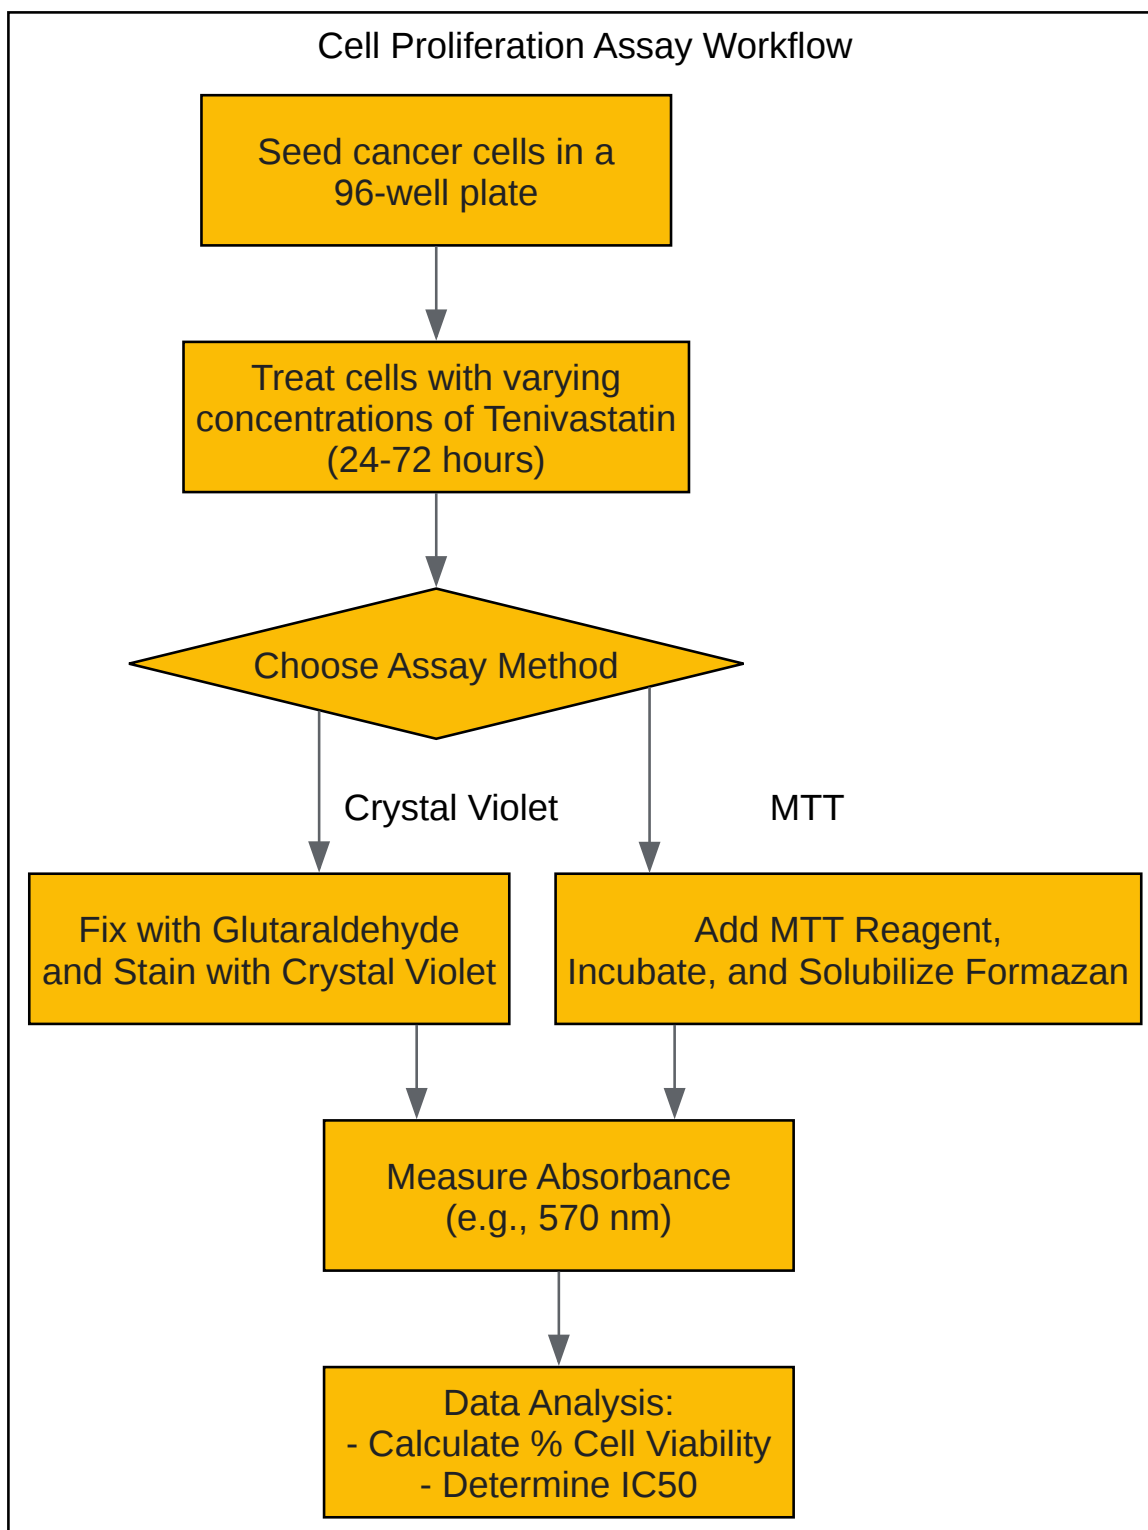 Cell Proliferation Assay Workflow
Seed cancer cells in a
96-well plate
Treat cells with varying
concentrations of Tenivastatin
(24-72 hours)
Choose Assay Method
Crystal Violet
MTT
Fix with Glutaraldehyde
and Stain with Crystal Violet
Add MTT Reagent,
Incubate, and Solubilize Formazan
Measure Absorbance
(e.g., 570 nm)
Data Analysis:
- Calculate % Cell Viability
- Determine IC50